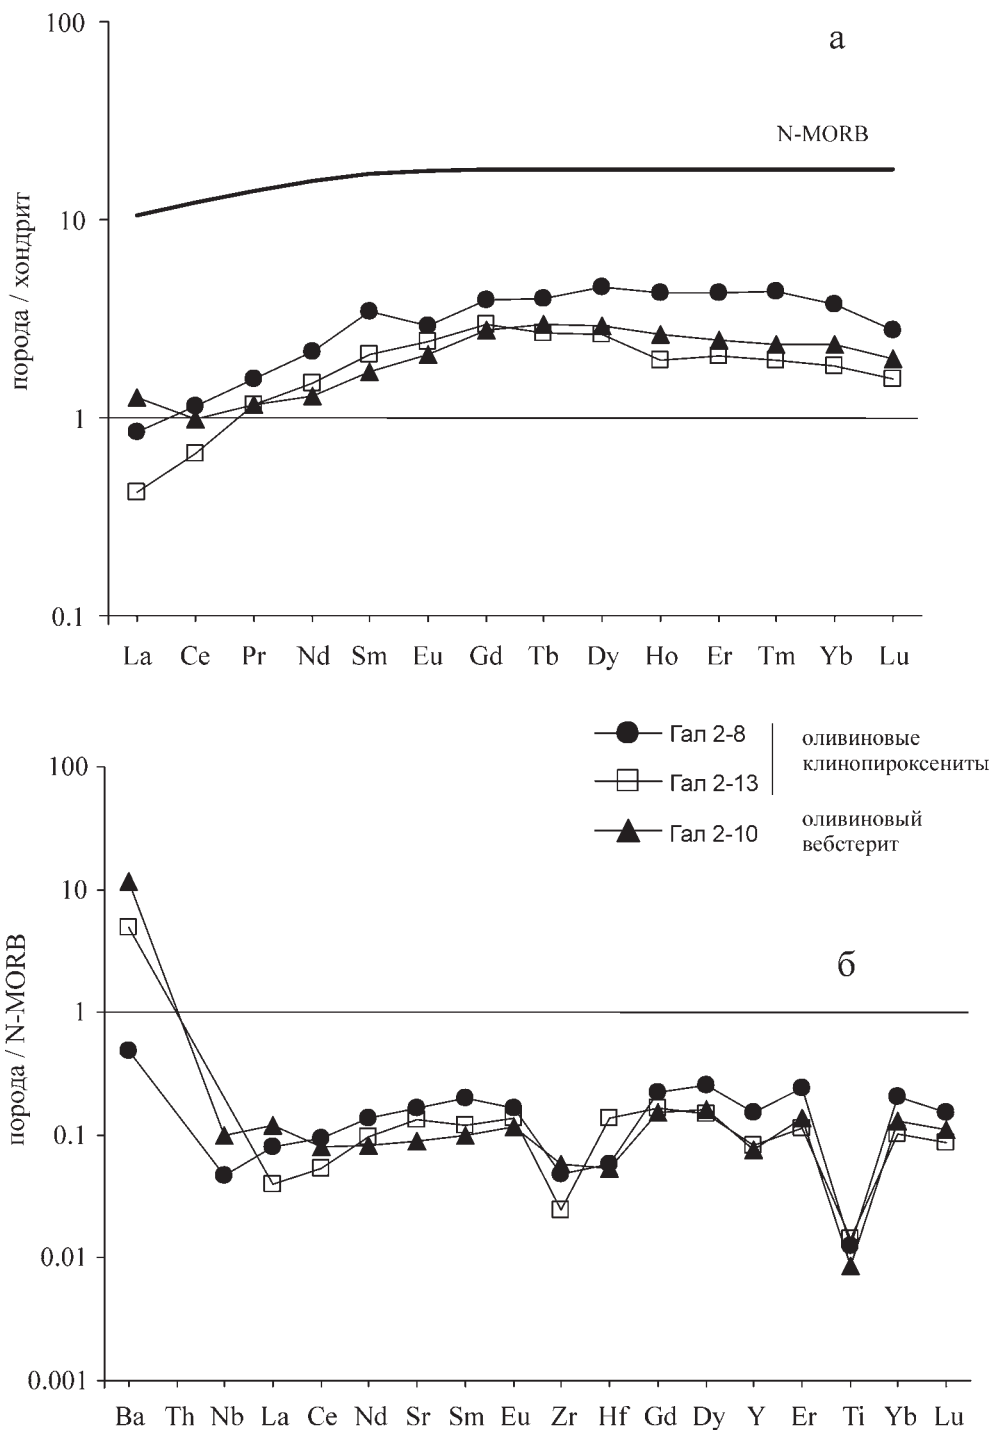 100
а
N-MORB
10
порода / хондрит
1
0.1
La Ce Pr Nd Sm Eu Gd Tb Dy Ho Er Tm Yb Lu
Гал 2-8
оливиновые
клинопироксениты
Гал 2-13
Гал 2-10
оливиновый
вебстерит
100
10
б
порода / N-MORB
1
0.1
0.01
0.001
Ba Th Nb La Ce Nd Sr Sm Eu Zr Hf Gd Dy Y Er Ti Yb Lu